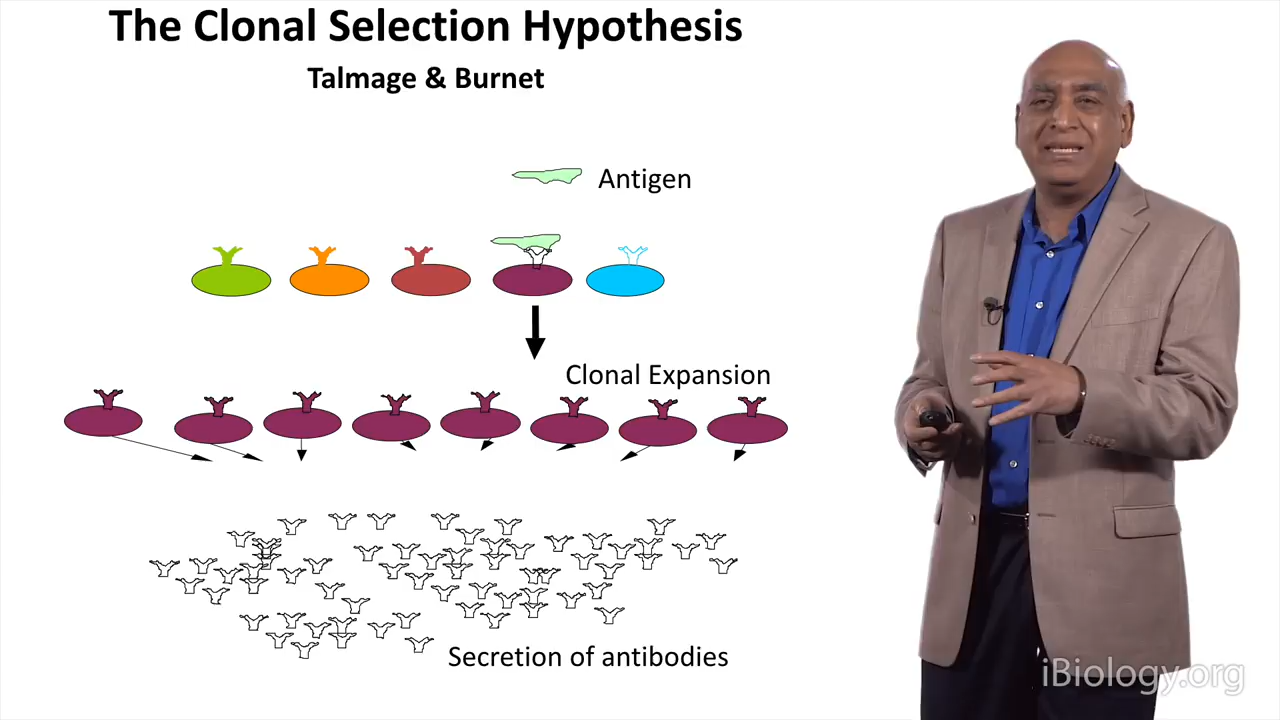 The Clonal Selection Hypothesis
Talmage & Burnet
Antigen
Clonal Expansion
Secretion of antibodies
iBiology.org